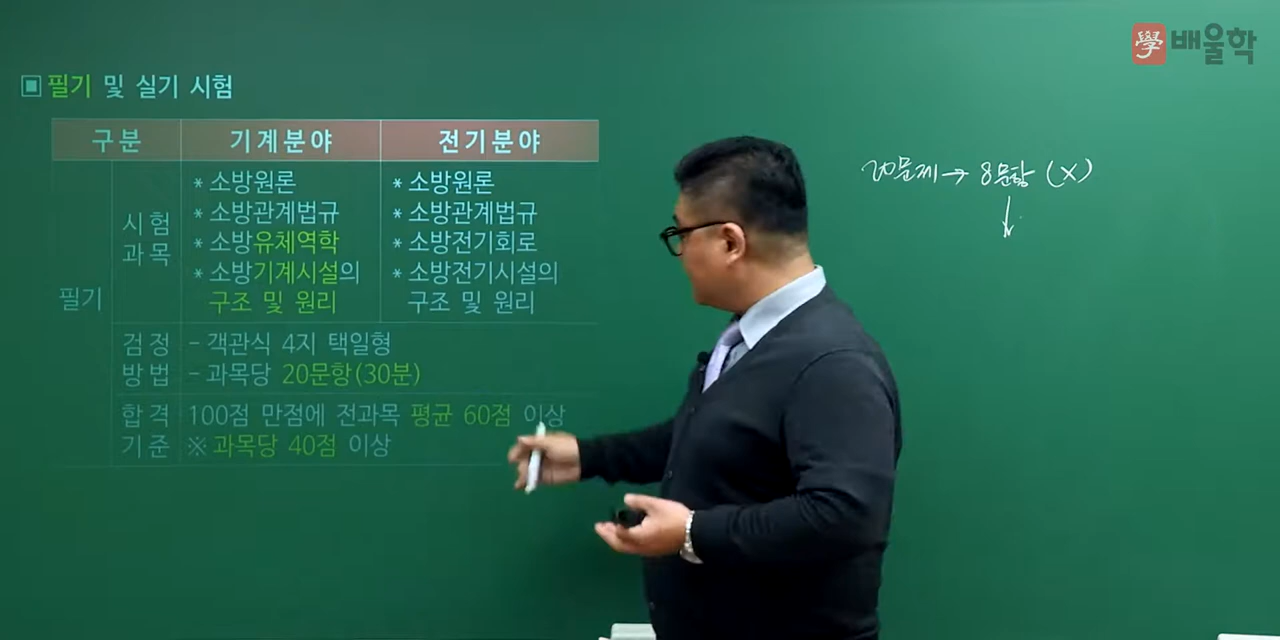 學 배울학
▣ 필기 및 실기 시험
구분 기계분야 전기분야
필기
시험
과목
* 소방원론
* 소방관계법규
* 소방유체역학
* 소방기계시설의
구조 및 원리
* 소방원론
* 소방관계법규
* 소방전기회로
* 소방전기시설의
구조 및 원리
검정
방법
- 객관식 4지 택일형
- 과목당 20문항(30분)
합격
기준
100점 만점에 전과목 평균 60점 이상
※ 과목당 40점 이상
20문제 → 8문항 (X)
↓